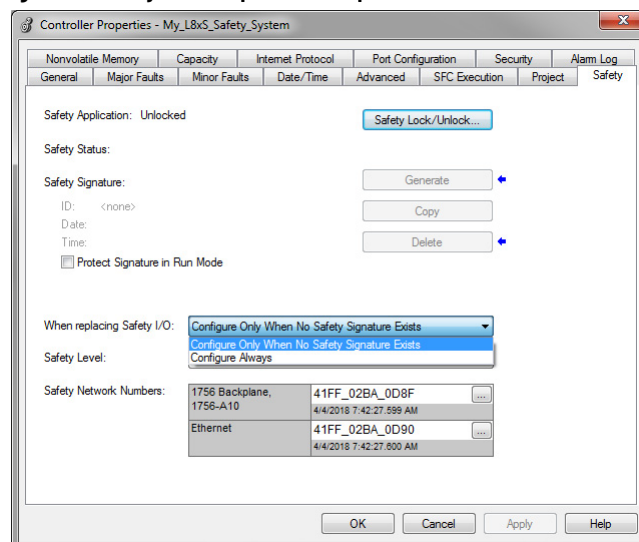 Controller Properties - My_L8xS_Safety_System
Nonvolatile Memory Capacity Internet Protocol Port Configuration Security Alarm Log
General Major Faults Minor Faults Date/Time Advanced SFC Execution Project Safety
Safety Application: Unlocked
Safety Lock/Unlock...
Safety Status:
Safety Signature:
Generate
ID: <none>
Copy
Date:
Time:
Delete
Protect Signature in Run Mode
When replacing Safety I/O: Configure Only When No Safety Signature Exists
Configure Only When No Safety Signature Exists
Safety Level: Configure Always
Safety Network Numbers: 1756 Backplane, 41FF_02BA_0D8F ...
1756-A10 4/4/2018 7:42:27.599 AM
Ethernet 41FF_02BA_0D90 ...
4/4/2018 7:42:27.600 AM
OK Cancel Apply Help